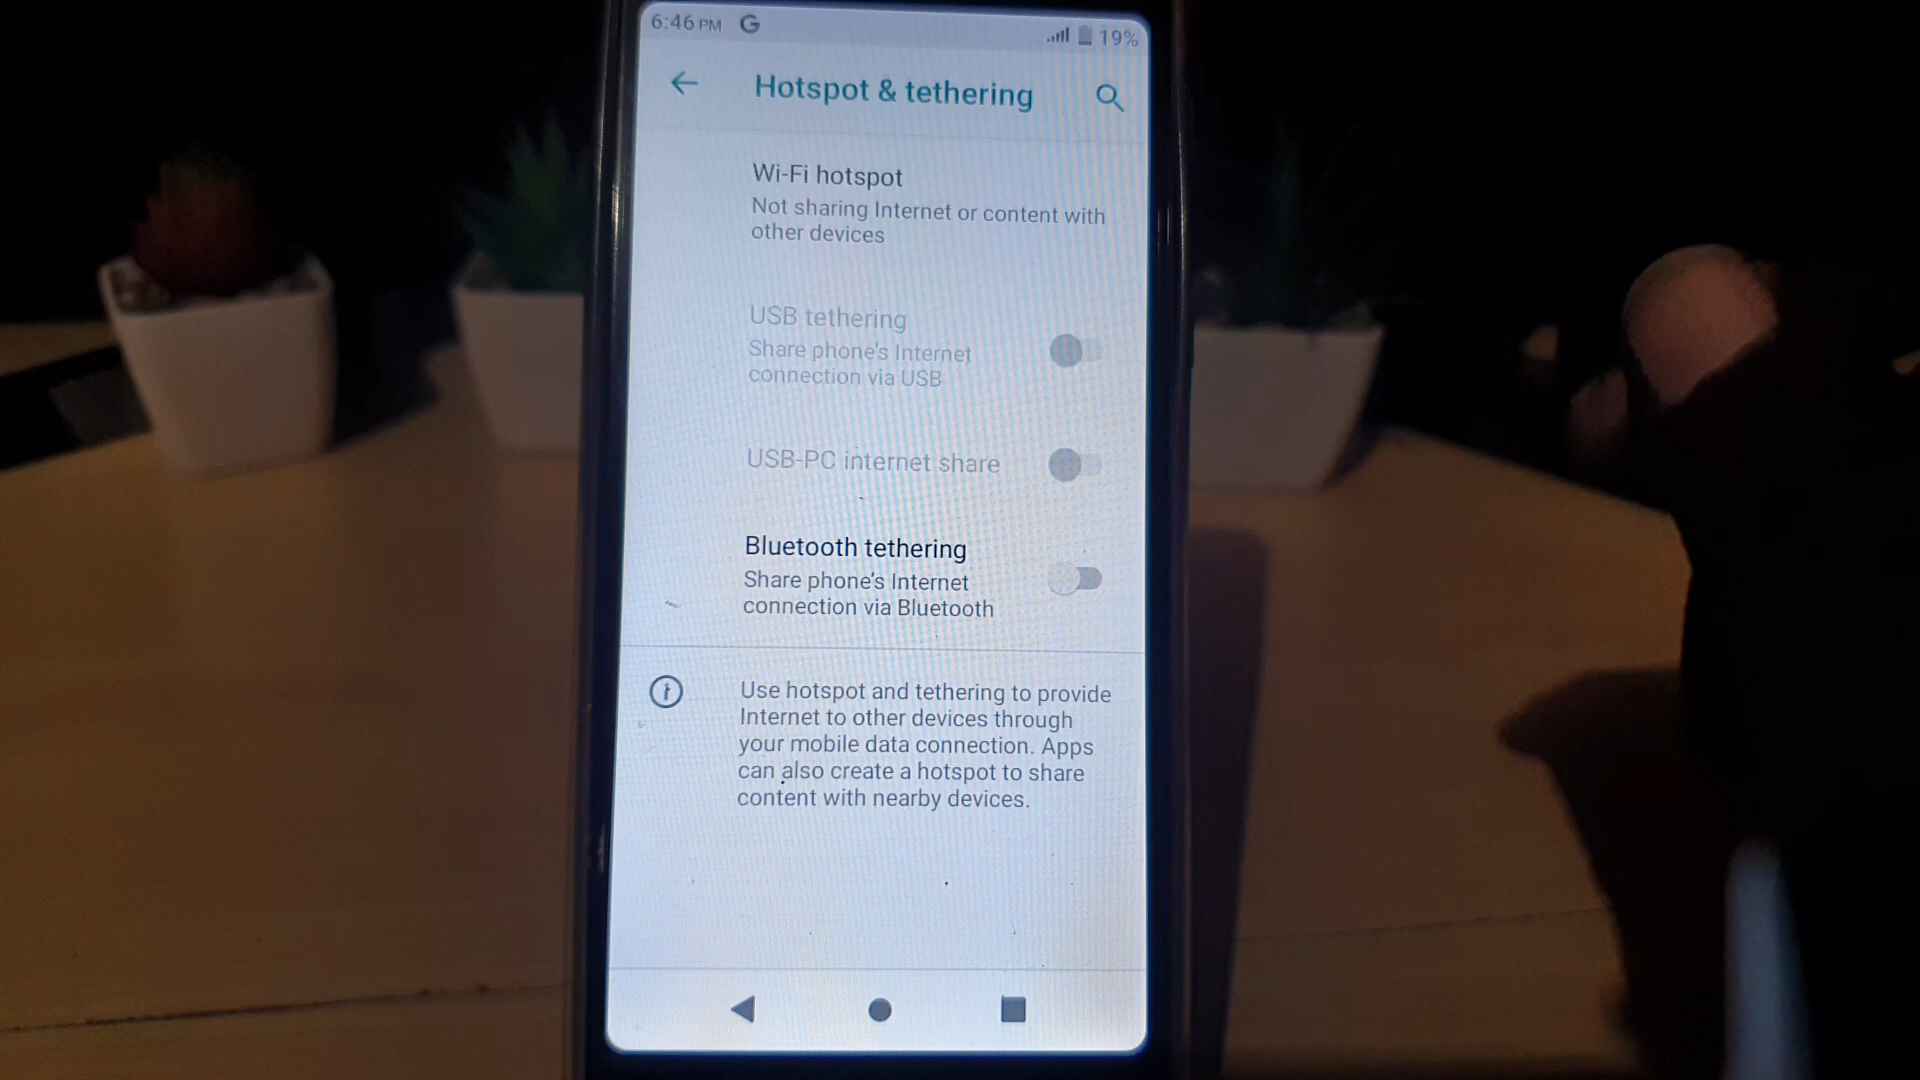 6:46 PM G 19%
Hotspot & tethering
Wi-Fi hotspot
Not sharing Internet or content with
other devices
USB tethering
Share phone's Internet
connection via USB
USB-PC internet share
Bluetooth tethering
Share phone's Internet
connection via Bluetooth
Use hotspot and tethering to provide
Internet to other devices through
your mobile data connection. Apps
can also create a hotspot to share
content with nearby devices.